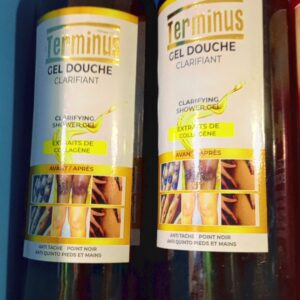 Terminus
GEL DOUCHE
CLARIFIANT
CLARIFYING
SHOWER GEL
EXTRAITS DE
COLLAGÈNE
AVANT / APRÈS
ANTI TACHE POINT NOIR
ANTI QUINTO PIEDS ET MAINS
Terminus
GEL DOUCHE
CLARIFIANT
CLARIFYING
SHOWER GEL
EXTRAITS DE
COLLAGÈNE
AVANT / APRÈS
ANTI TACHE POINT NOIR
ANTI QUINTO PIEDS ET MAINS